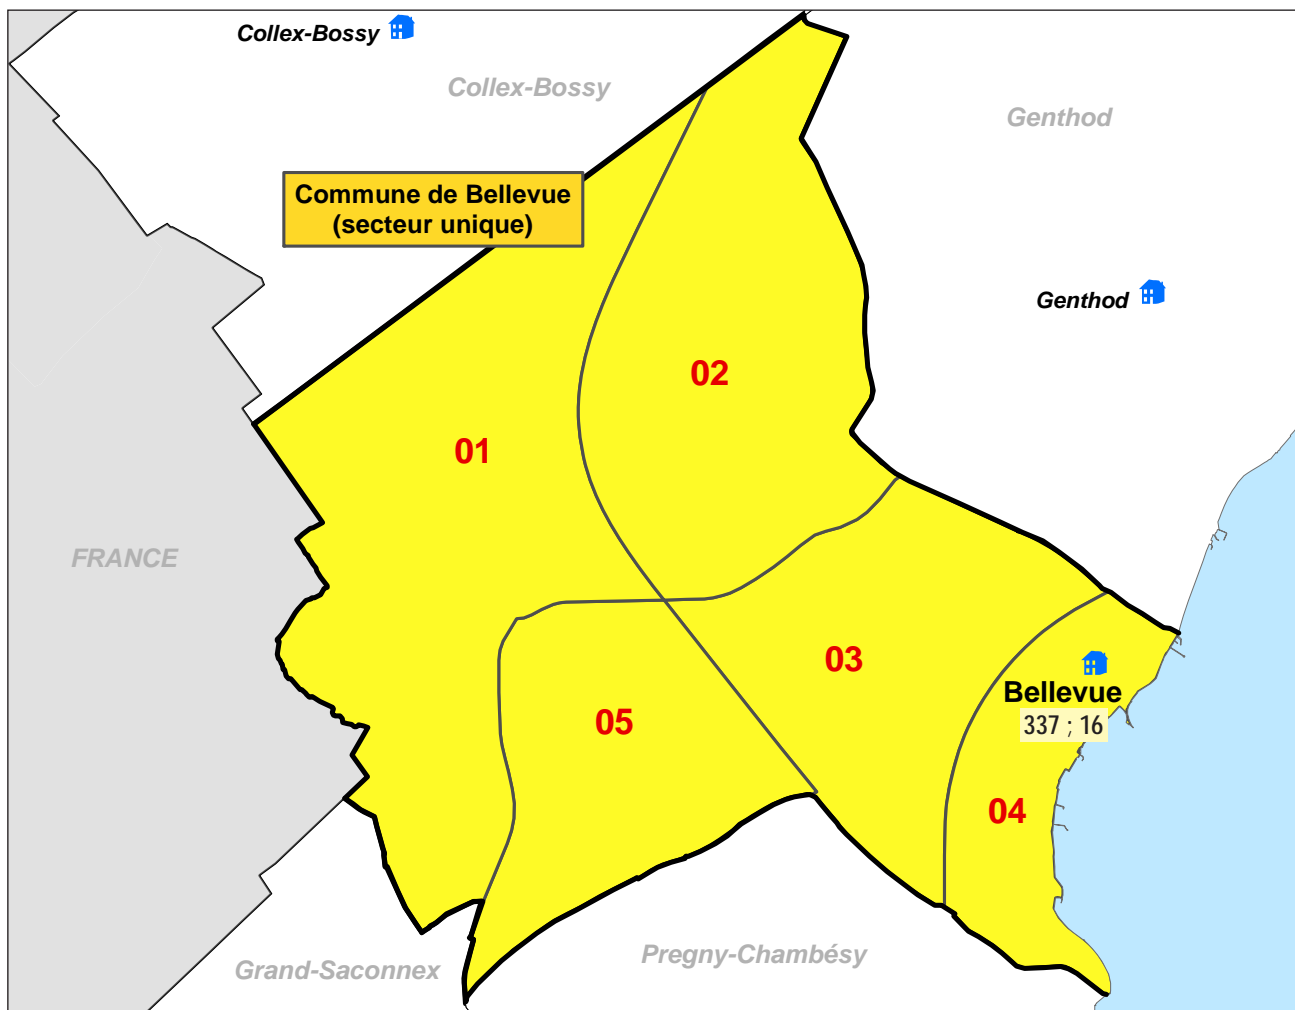 Collex-Bossy
Collex-Bossy
Genthod
Commune de Bellevue
(secteur unique)
Genthod
02
01
FRANCE
03
Bellevue
337 ; 16
05
04
Pregny-Chambésy
Grand-Saconnex